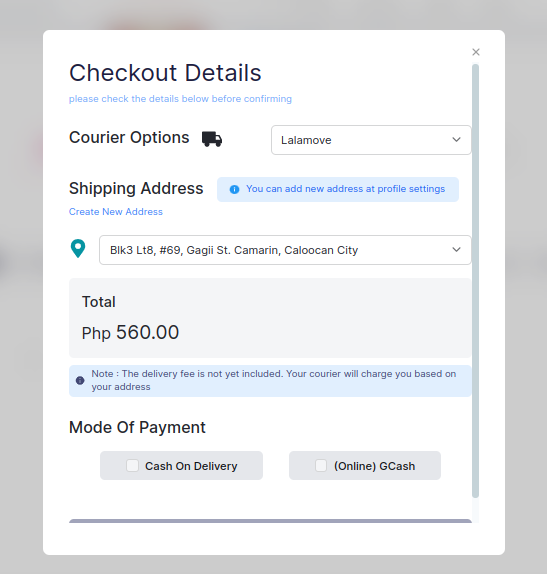 ×
Checkout Details
please check the details below before confirming
Courier Options
Lalamove
Shipping Address
You can add new address at profile settings
Create New Address
Blk3 Lt8, #69, Gagii St. Camarin, Caloocan City
Total
Php 560.00
Note : The delivery fee is not yet included. Your courier will charge you based on
your address
Mode Of Payment
Cash On Delivery
(Online) GCash